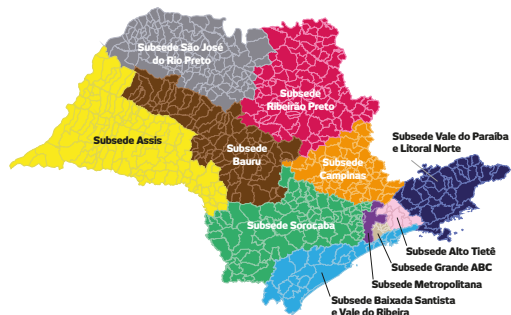 Subsede São José
do Rio Preto
Subsede
Ribeirão Preto
Subsede Assis
Subsede
Bauru
Subsede
Campinas
Subsede Vale do Paraíba
e Litoral Norte
Subsede Sorocaba
Subsede Alto Tietê
Subsede Grande ABC
Subsede Metropolitana
Subsede Baixada Santista
e Vale do Ribeira